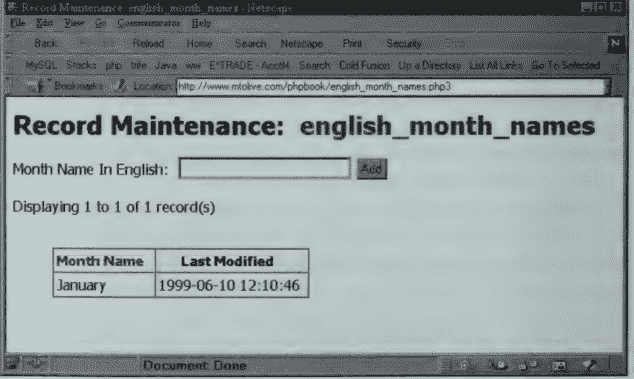 Record Maintenance: english_month_names - Netscape
File Edit View Go Communicator Help
Back Reload Home Search Netscape Print Security Stop
MySQL Stocks php Java E*TRADE - AcctM Search Cold Fusion Up a Directory List All Links Go To Selected
Bookmarks Location: http://www.mtolive.com/phpbook/english_month_names.php3
Record Maintenance: english_month_names
Month Name In English: Add
Displaying 1 to 1 of 1 record(s)
Month Name Last Modified
January 1999-06-10 12:10:46
Document: Done